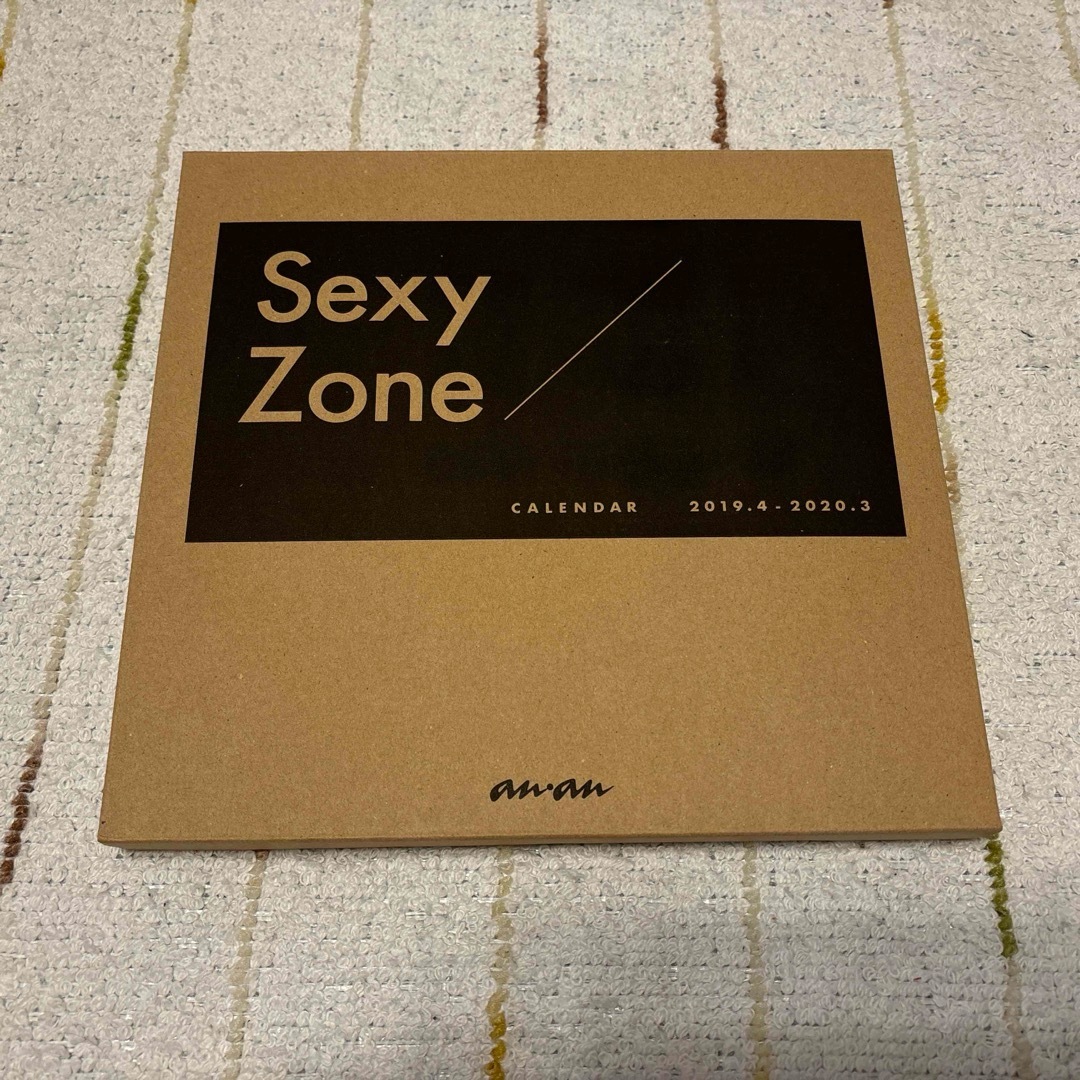 Sexy
Zone
CALENDAR 2019.4-2020.3
an·an